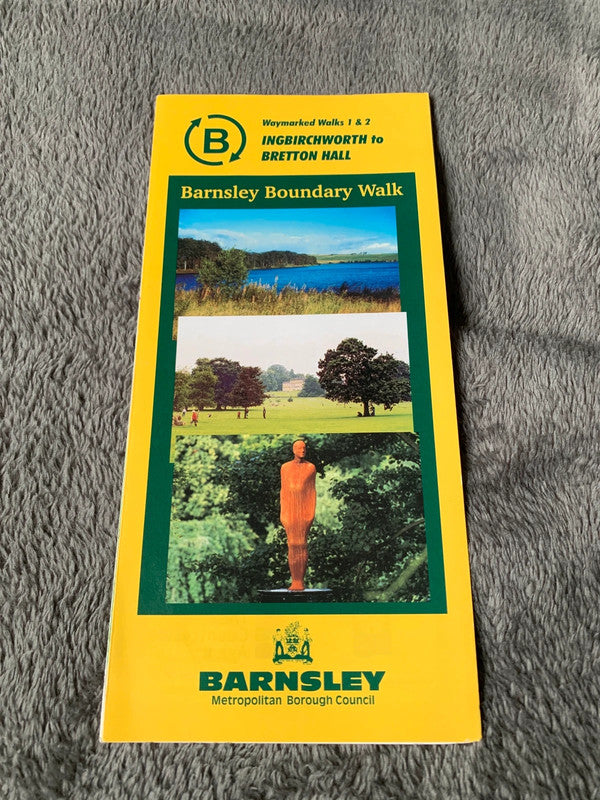 B
Waymarked Walks 1 & 2
INGBIRCHWORTH to
BRETTON HALL
Barnsley Boundary Walk
BARNSLEY
Metropolitan Borough Council